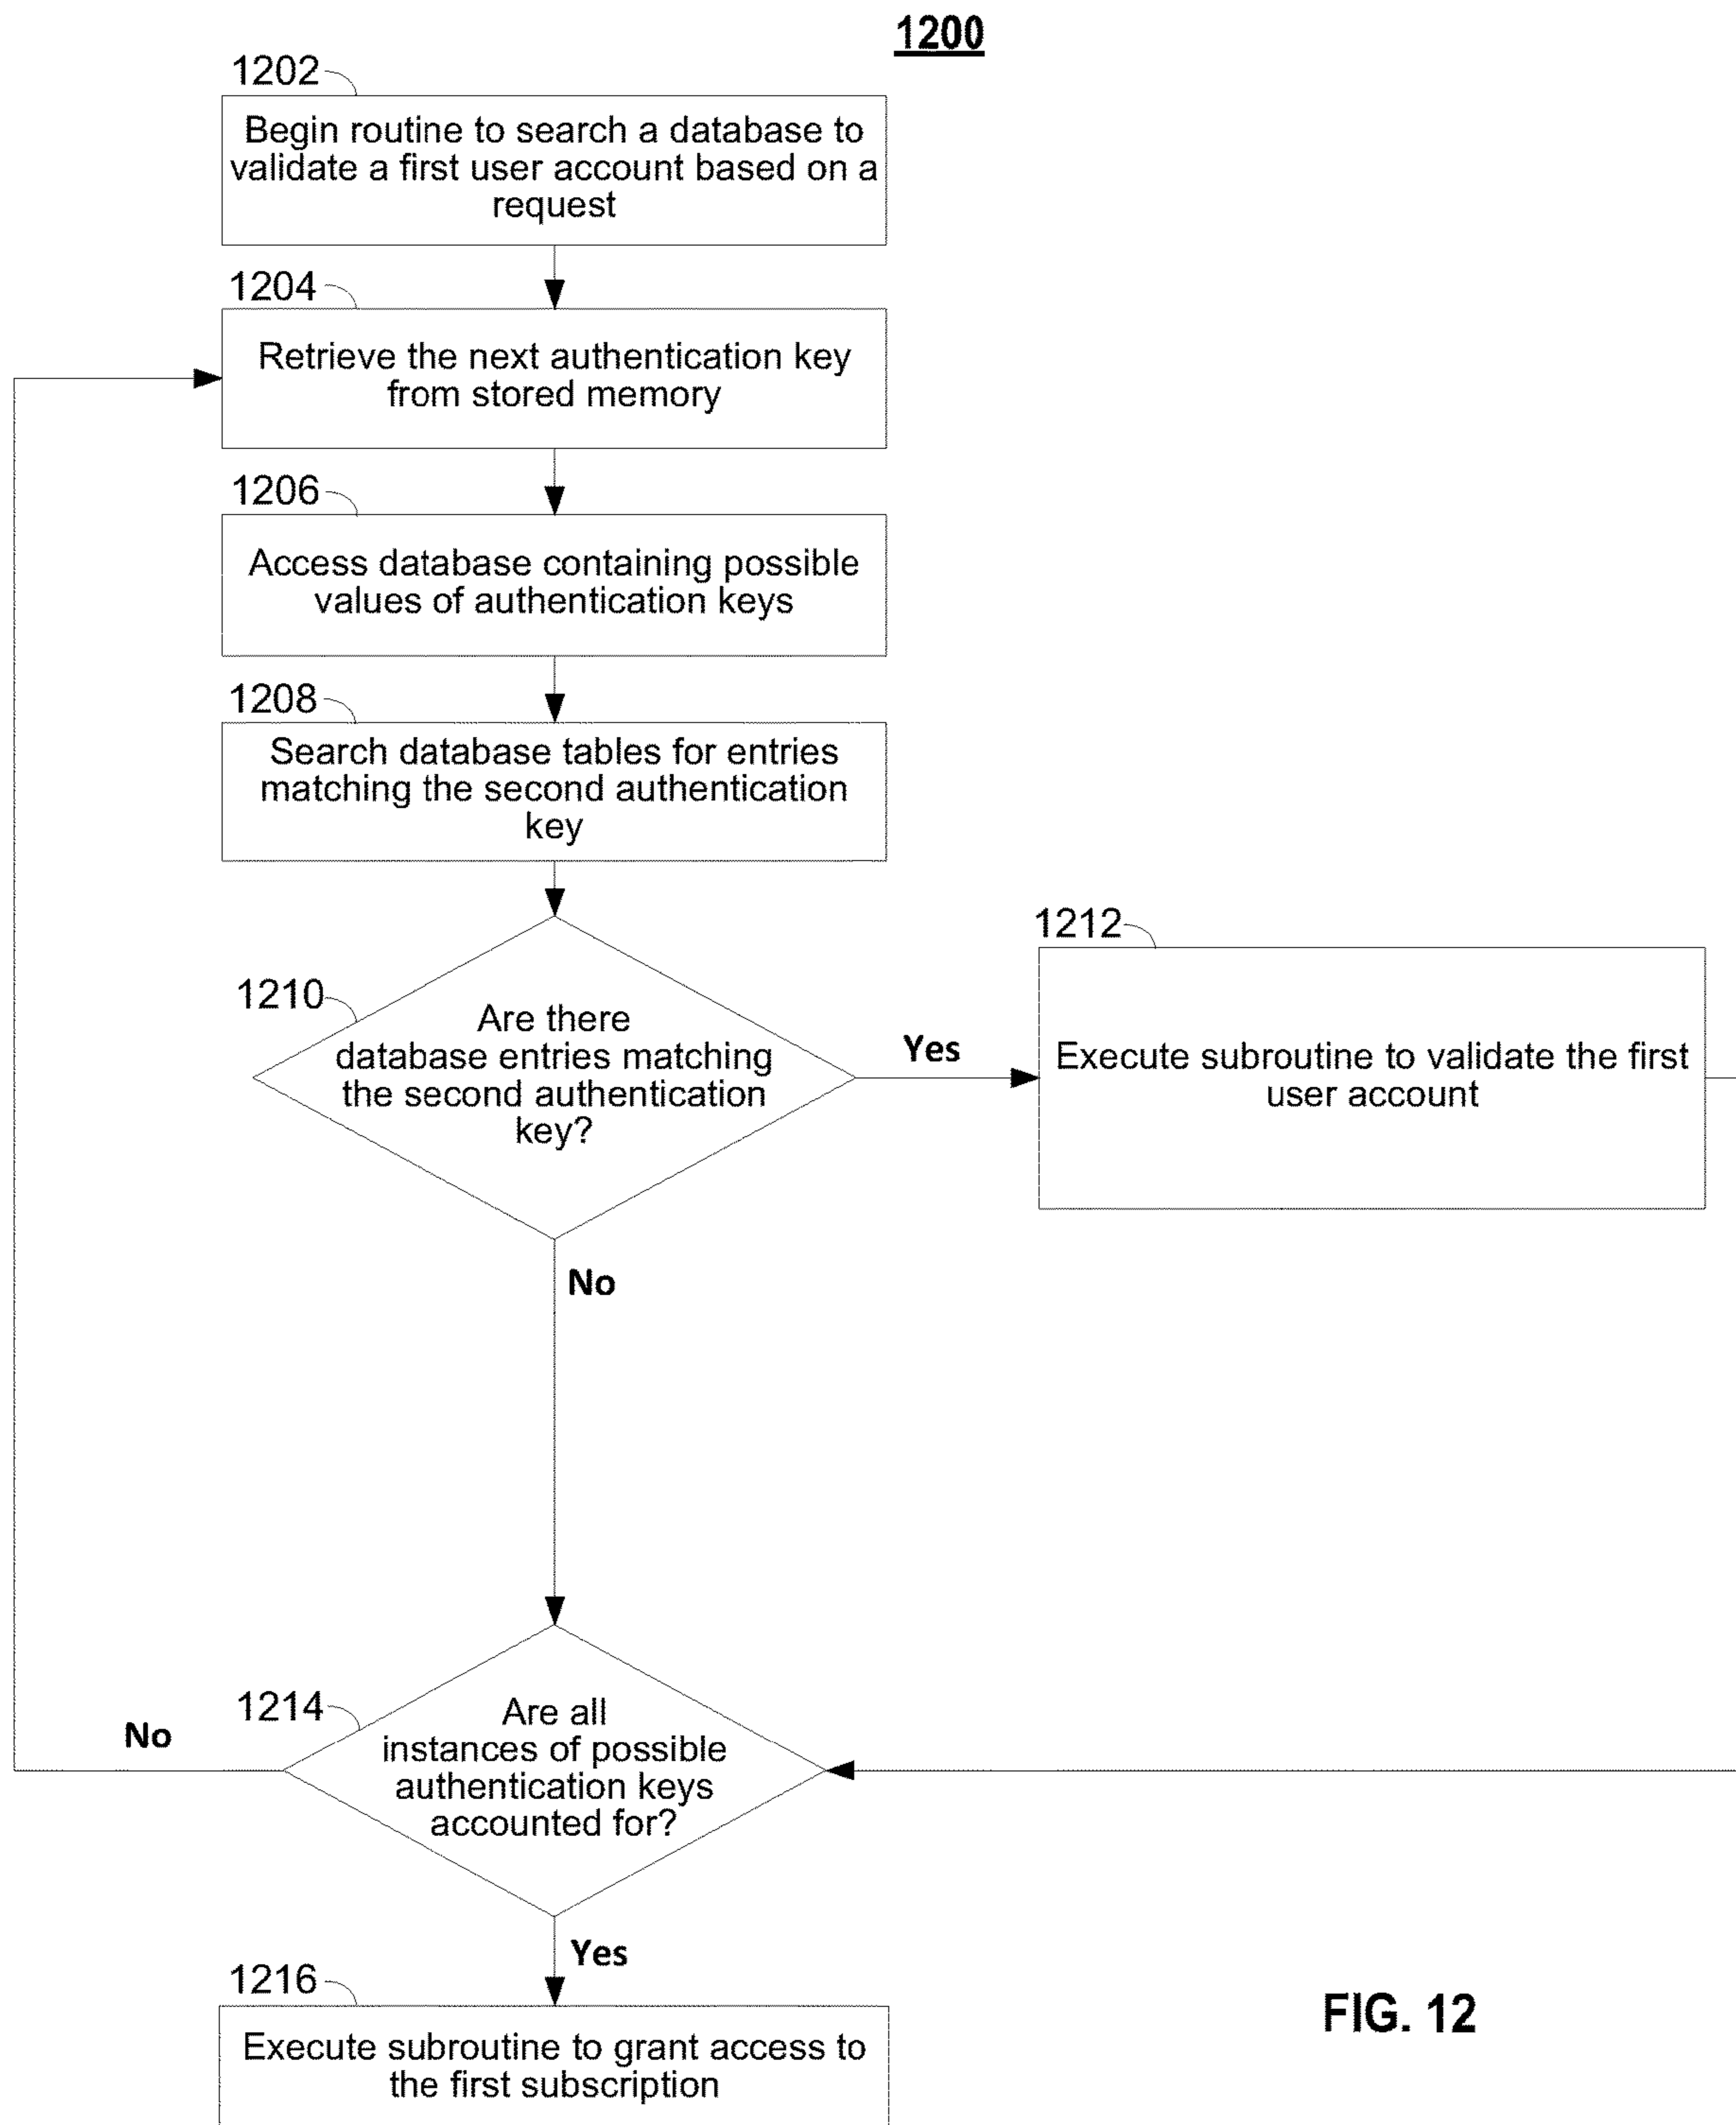 1200
1202
Begin routine to search a database to
validate a first user account based on a
request
1204
Retrieve the next authentication key
from stored memory
1206
Access database containing possible
values of authentication keys
1208
Search database tables for entries
matching the second authentication
key
1210
Are there
database entries matching
the second authentication
key?
Yes
1212
Execute subroutine to validate the first
user account
No
1214
Are all
instances of possible
authentication keys
accounted for?
No
Yes
1216
Execute subroutine to grant access to
the first subscription
FIG. 12